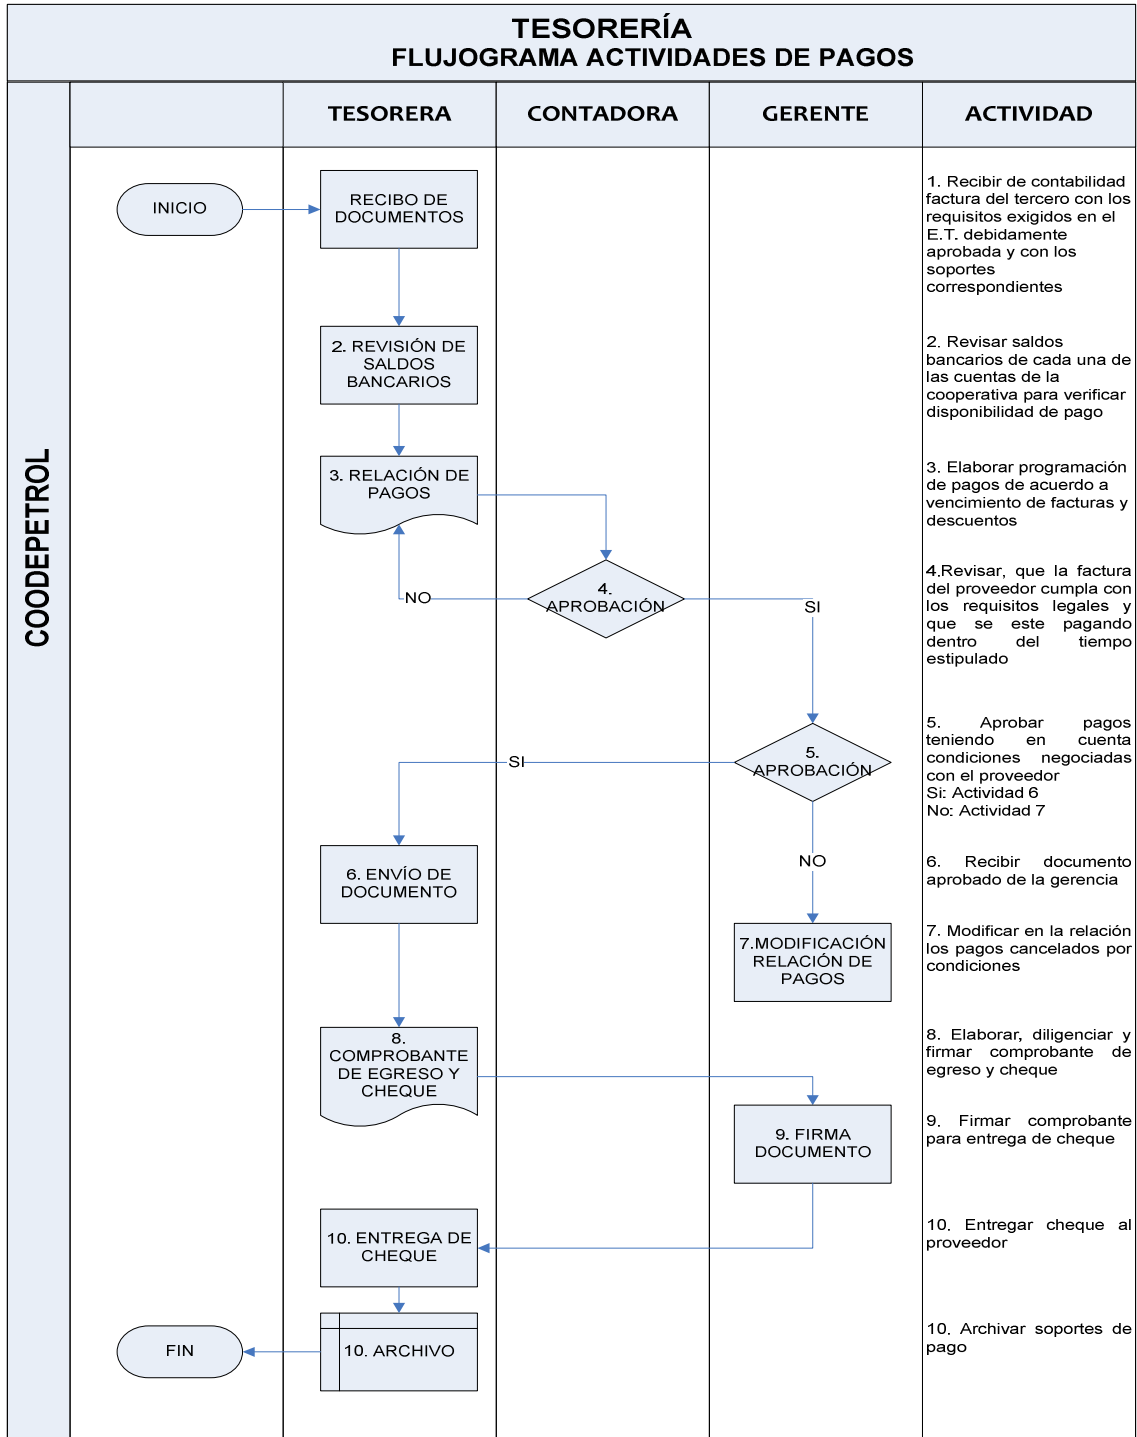 TESORERÍA
FLUJOGRAMA ACTIVIDADES DE PAGOS
COODEPETROL
TESORERA
CONTADORA
GERENTE
ACTIVIDAD
INICIO
RECIBO DE
DOCUMENTOS
1. Recibir de contabilidad
factura del tercero con los
requisitos exigidos en el
E.T. debidamente
aprobada y con los
soportes
correspondientes
2. REVISIÓN DE
SALDOS
BANCARIOS
2. Revisar saldos
bancarios de cada una de
las cuentas de la
cooperativa para verificar
disponibilidad de pago
3. RELACIÓN DE
PAGOS
3. Elaborar programación
de pagos de acuerdo a
vencimiento de facturas y
descuentos
NO
4.
APROBACIÓN
SI
4.Revisar, que la factura
del proveedor cumpla con
los requisitos legales y
que se este pagando
dentro del tiempo
estipulado
SI
5.
APROBACIÓN
5. Aprobar pagos
teniendo en cuenta
condiciones negociadas
con el proveedor
Si: Actividad 6
No: Actividad 7
NO
6. ENVÍO DE
DOCUMENTO
6. Recibir documento
aprobado de la gerencia
7.MODIFICACIÓN
RELACIÓN DE
PAGOS
7. Modificar en la relación
los pagos cancelados por
condiciones
8.
COMPROBANTE
DE EGRESO Y
CHEQUE
8. Elaborar, diligenciar y
firmar comprobante de
egreso y cheque
9. FIRMA
DOCUMENTO
9. Firmar comprobante
para entrega de cheque
10. ENTREGA DE
CHEQUE
10. Entregar cheque al
proveedor
FIN
10. ARCHIVO
10. Archivar soportes de
pago